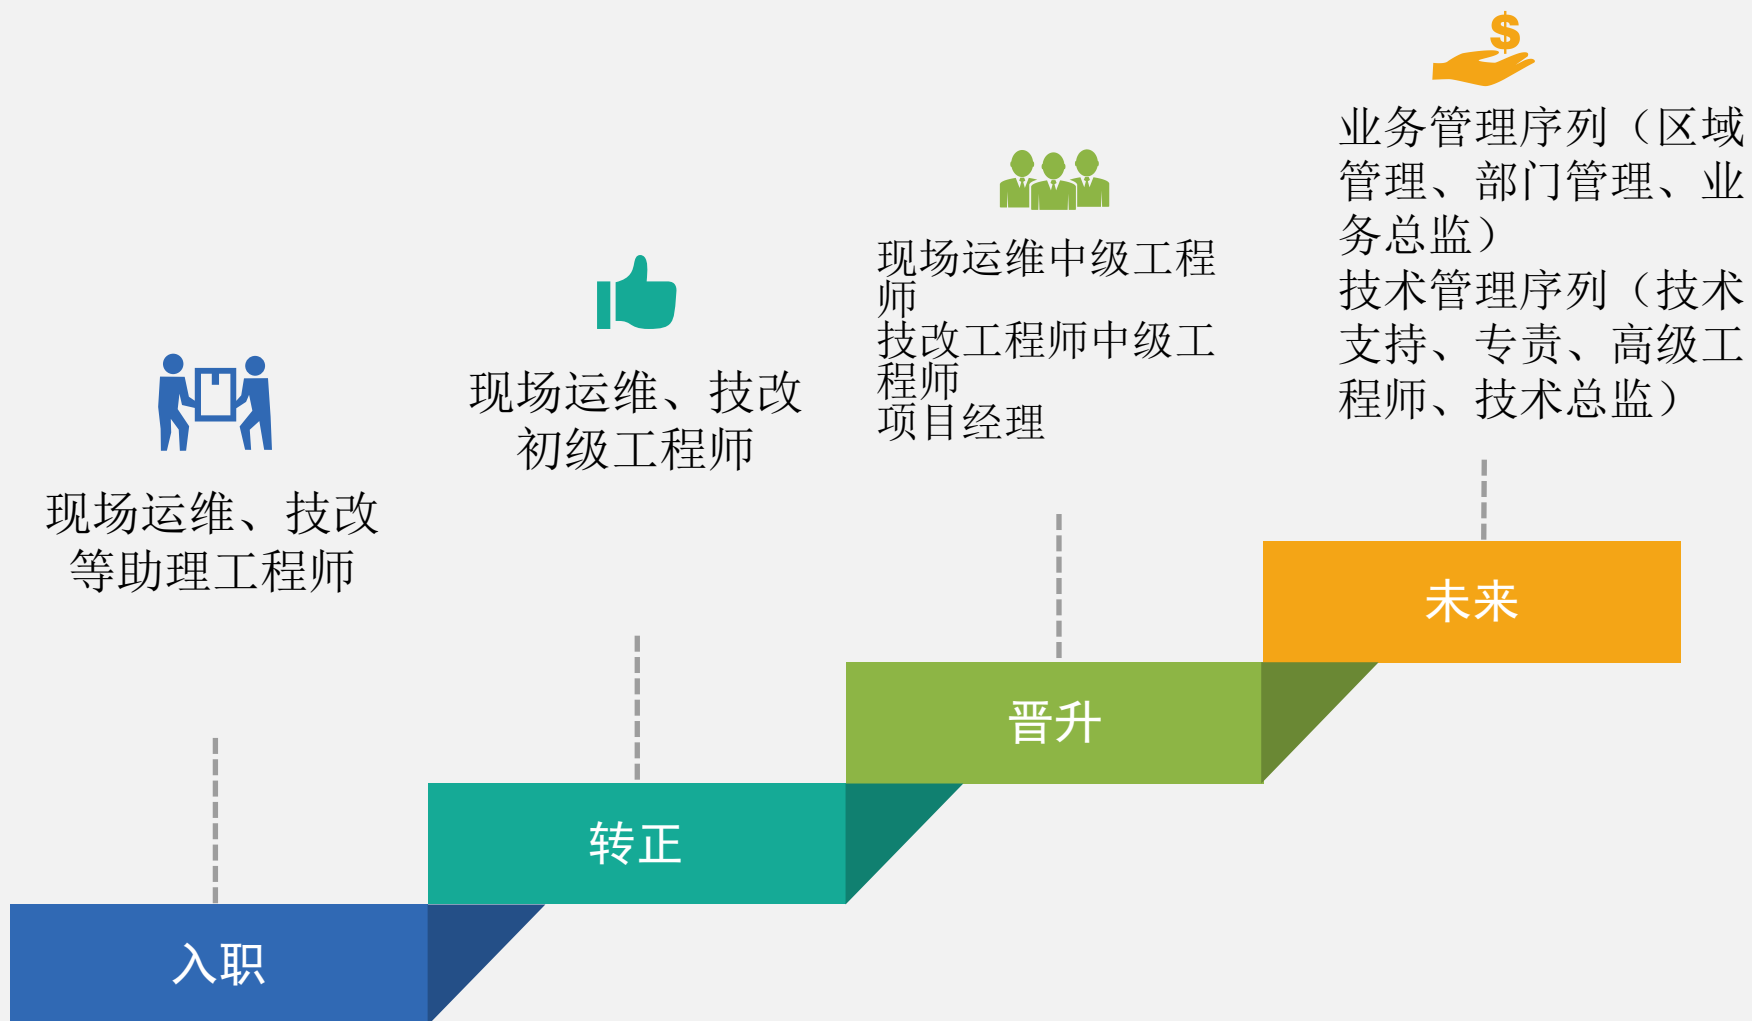 现场运维、技改
等助理工程师
入职
现场运维、技改
初级工程师
转正
现场运维中级工程
师
技改工程师中级工
程师
项目经理
晋升
业务管理序列（区域
管理、部门管理、业
务总监）
技术管理序列（技术
支持、专责、高级工
程师、技术总监）
未来